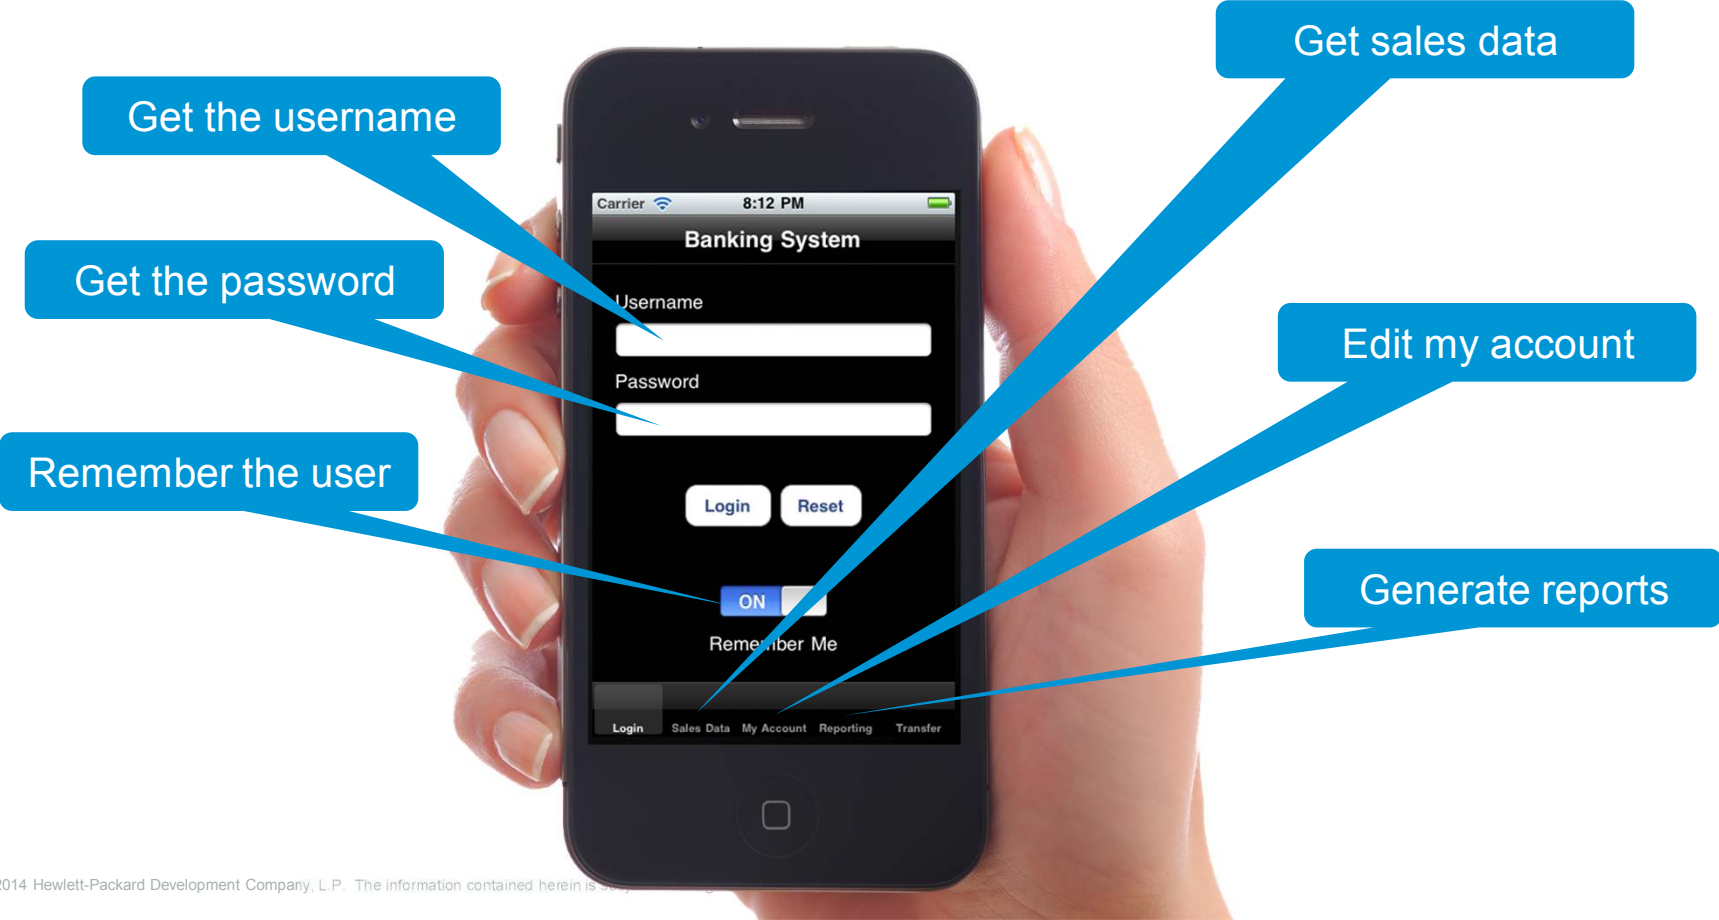 Get sales data
Get the username
Carrier 8:12 PM
Banking System
Get the password
Username
Edit my account
Password
Remember the user
Login Reset
Generate reports
ON
Remember Me
Login Sales Data My Account Reporting Transfer
2014 Hewlett-Packard Development Company, L.P. The information contained herein is